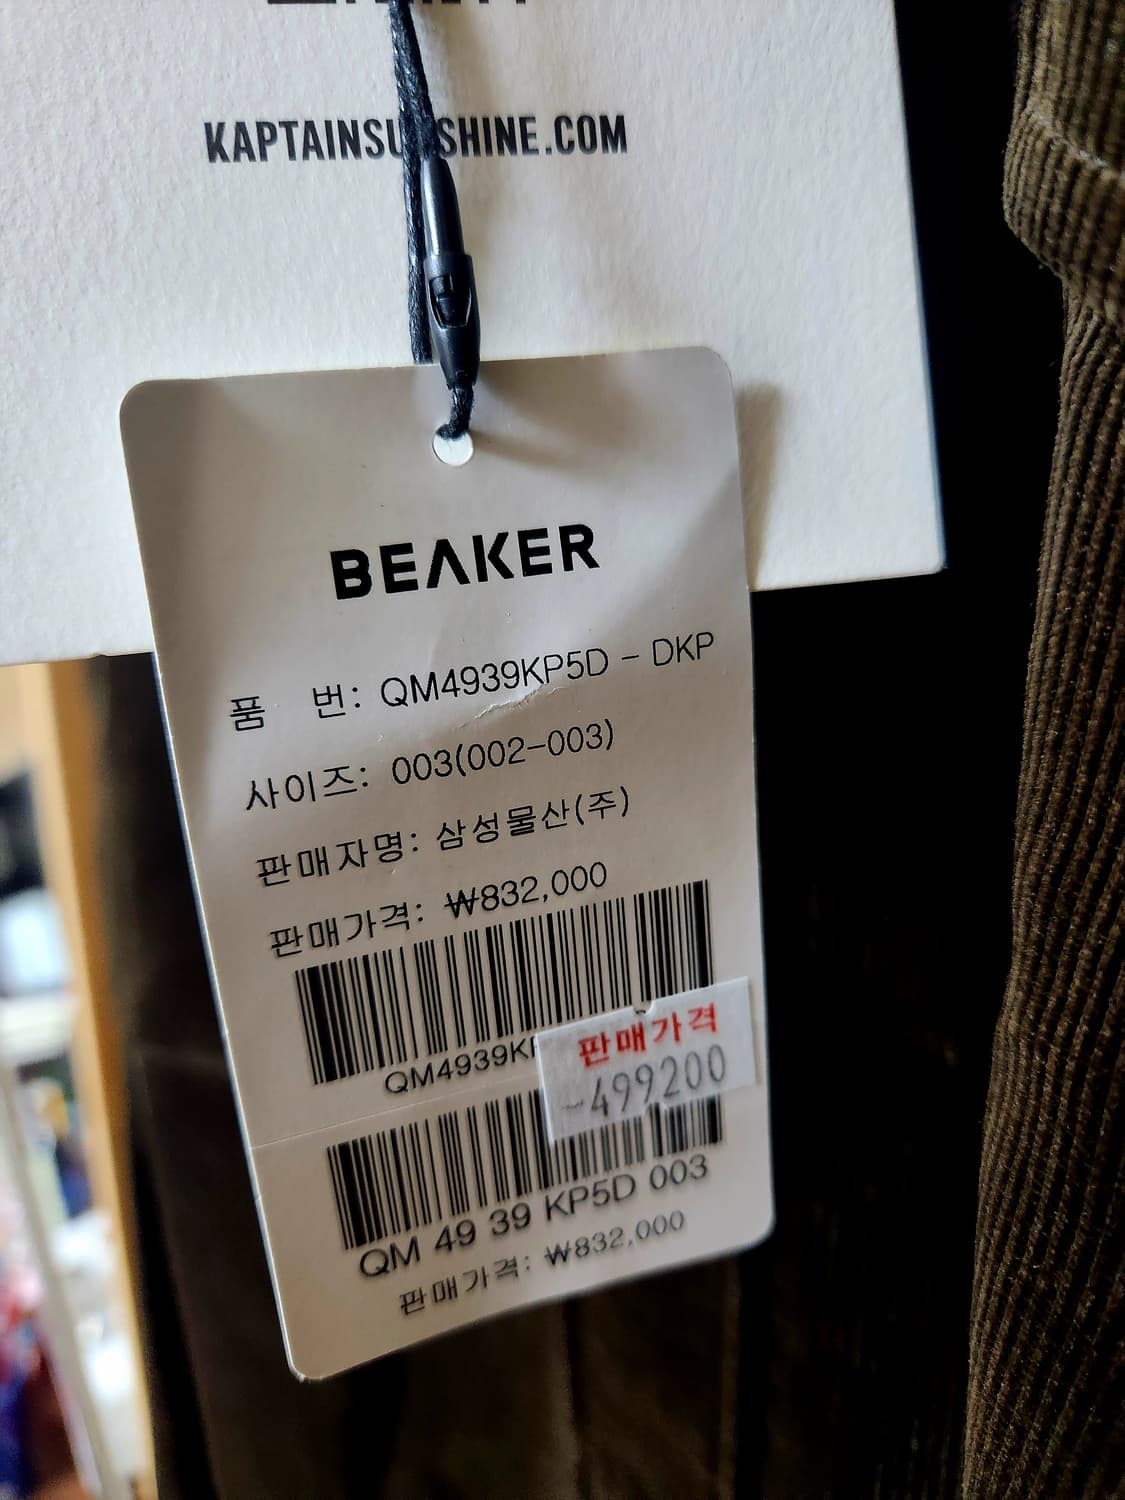 KAPTAINSUNSHINE.COM
BEAKER
품 번: QM4939KP5D - DKP
사이즈: 003(002-003)
판매자명: 삼성물산(주)
판매가격: ₩832,000
QM4939KP
판매가격
-499200
QM 49 39 KP5D 003
판매가격: ₩832,000